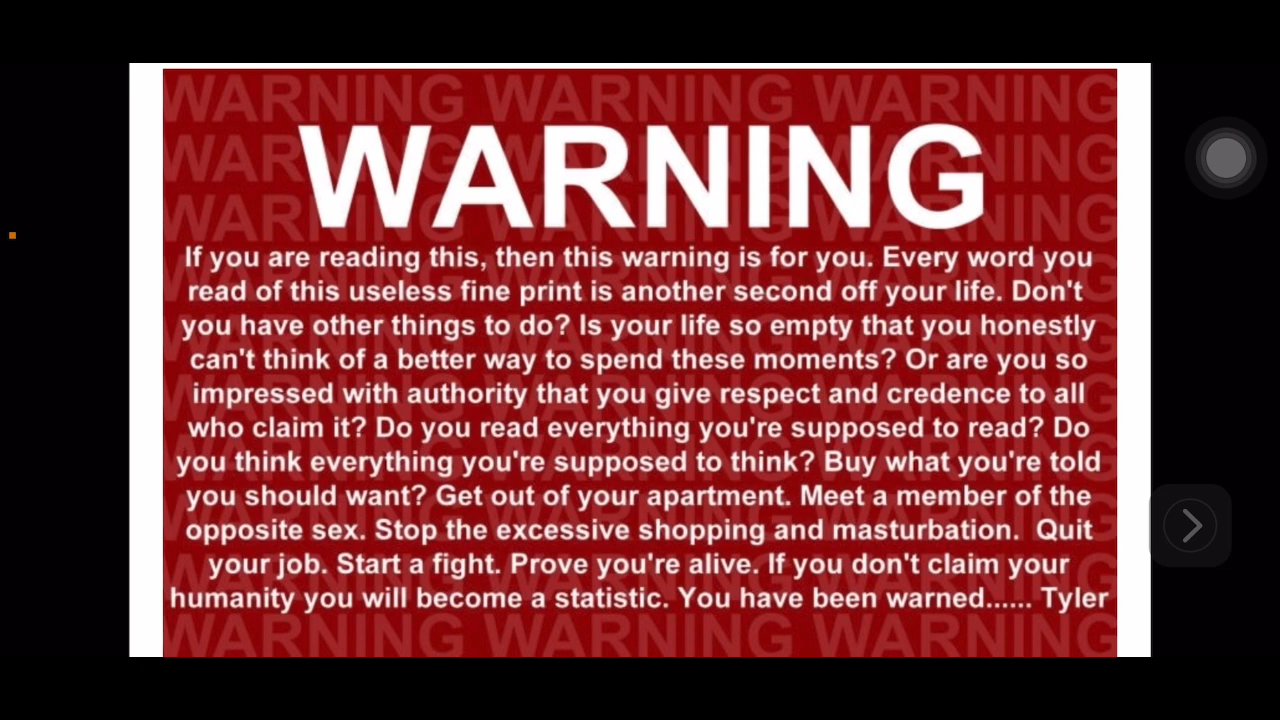 WARNING
If you are reading this, then this warning is for you. Every word you
read of this useless fine print is another second off your life. Don't
you have other things to do? Is your life so empty that you honestly
can't think of a better way to spend these moments? Or are you so
impressed with authority that you give respect and credence to all
who claim it? Do you read everything you're supposed to read? Do
you think everything you're supposed to think? Buy what you're told
you should want? Get out of your apartment. Meet a member of the
opposite sex. Stop the excessive shopping and masturbation. Quit
your job. Start a fight. Prove you're alive. If you don't claim your
humanity you will become a statistic. You have been warned...... Tyler